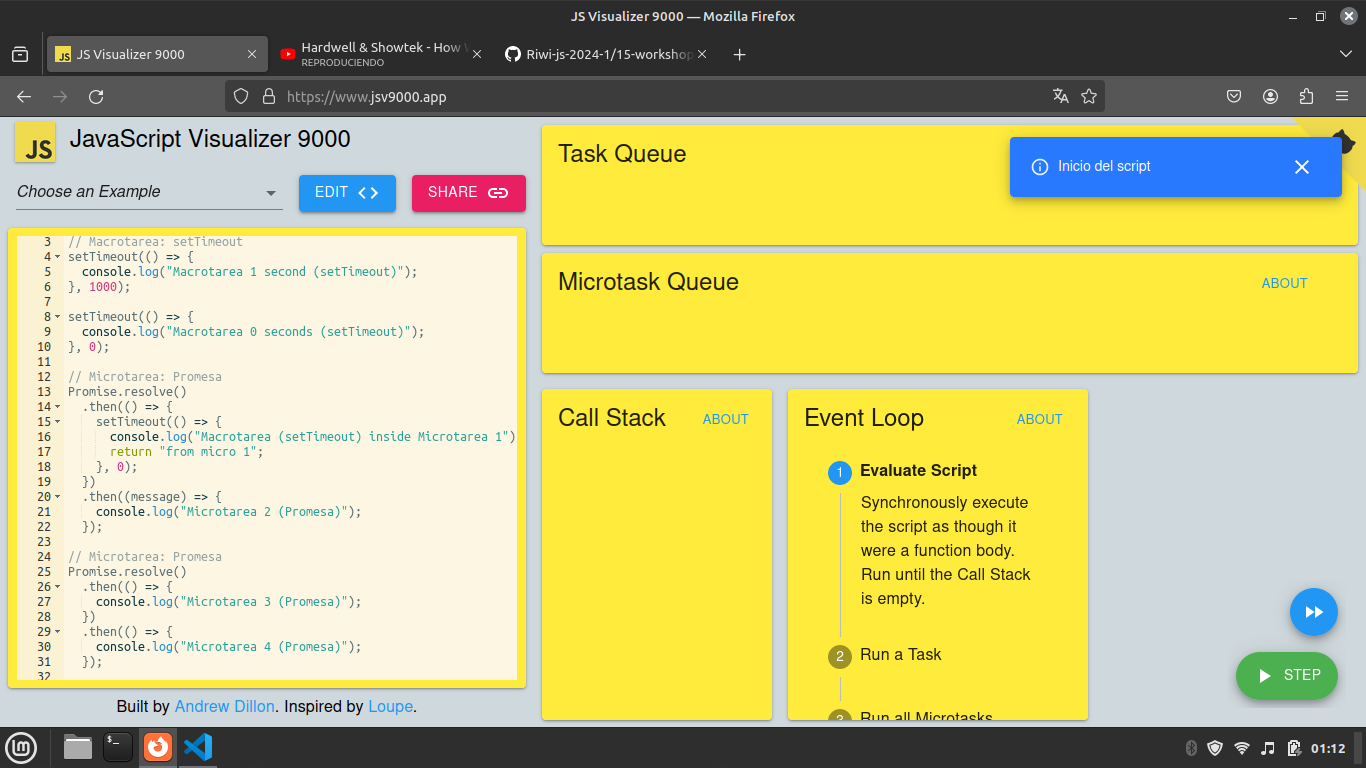 JS Visualizer 9000 — Mozilla Firefox
JS JS Visualizer 9000
Hardwell & Showtek - How
REPRODUCIENDO
Riwi-js-2024-1/15-workshop
https://www.jsv9000.app
JS
JavaScript Visualizer 9000
Choose an Example
EDIT
SHARE
3 // Macrotarea: setTimeout
4 setTimeout(() => {
5 console.log("Macrotarea 1 second (setTimeout)");
6 }, 1000);
7
8 setTimeout(() => {
9 console.log("Macrotarea 0 seconds (setTimeout)");
10 }, 0);
11
12 // Microtarea: Promesa
13 Promise.resolve()
14 .then(() => {
15 setTimeout(() => {
16 console.log("Macrotarea (setTimeout) inside Microtarea 1")
17 return "from micro 1";
18 }, 0);
19 })
20 .then((message) => {
21 console.log("Microtarea 2 (Promesa)");
22 });
23
24 // Microtarea: Promesa
25 Promise.resolve()
26 .then(() => {
27 console.log("Microtarea 3 (Promesa)");
28 })
29 .then(() => {
30 console.log("Microtarea 4 (Promesa)");
31 });
32
Built by Andrew Dillon. Inspired by Loupe.
Task Queue
Inicio del script
Microtask Queue
ABOUT
Call Stack
ABOUT
Event Loop
ABOUT
1 Evaluate Script
Synchronously execute
the script as though it
were a function body.
Run until the Call Stack
is empty.
2 Run a Task
3 Run all Microtasks
STEP
01:12